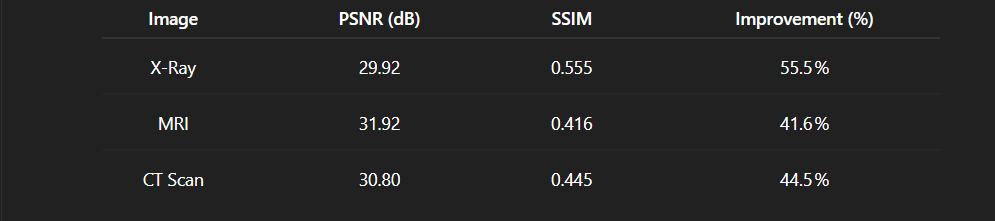 Image PSNR (dB) SSIM Improvement (%)
X-Ray 29.92 0.555 55.5%
MRI 31.92 0.416 41.6%
CT Scan 30.80 0.445 44.5%